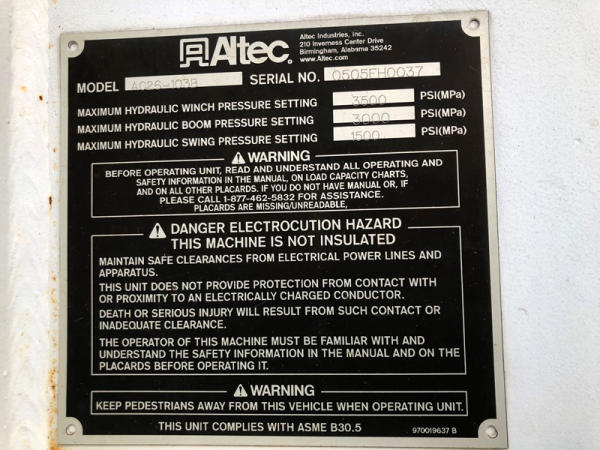 Altec.
Altec Industries, Inc.
210 Inverness Center Drive
Birmingham, Alabama 35242
www.Altec.com
MODEL AC26-103B SERIAL NO. 0505FH0037
MAXIMUM HYDRAULIC WINCH PRESSURE SETTING 3500 PSI(MPa)
MAXIMUM HYDRAULIC BOOM PRESSURE SETTING 3000 PSI(MPa)
MAXIMUM HYDRAULIC SWING PRESSURE SETTING 1500 PSI(MPa)
WARNING
BEFORE OPERATING UNIT, READ AND UNDERSTAND ALL OPERATING AND
SAFETY INFORMATION IN THE MANUAL, ON LOAD CAPACITY CHARTS,
AND ON ALL OTHER PLACARDS. IF YOU DO NOT HAVE MANUAL OR, IF
PLEASE CALL 1-877-462-5832 FOR ASSISTANCE.
PLACARDS ARE MISSING/UNREADABLE,
DANGER ELECTROCUTION HAZARD
THIS MACHINE IS NOT INSULATED
MAINTAIN SAFE CLEARANCES FROM ELECTRICAL POWER LINES AND
APPARATUS.
THIS UNIT DOES NOT PROVIDE PROTECTION FROM CONTACT WITH
OR PROXIMITY TO AN ELECTRICALLY CHARGED CONDUCTOR.
DEATH OR SERIOUS INJURY WILL RESULT FROM SUCH CONTACT OR
INADEQUATE CLEARANCE.
THE OPERATOR OF THIS MACHINE MUST BE FAMILIAR WITH AND
UNDERSTAND THE SAFETY INFORMATION IN THE MANUAL AND ON THE
PLACARDS BEFORE OPERATING IT.
WARNING
KEEP PEDESTRIANS AWAY FROM THIS VEHICLE WHEN OPERATING UNIT.
THIS UNIT COMPLIES WITH ASME B30.5
970019637 B